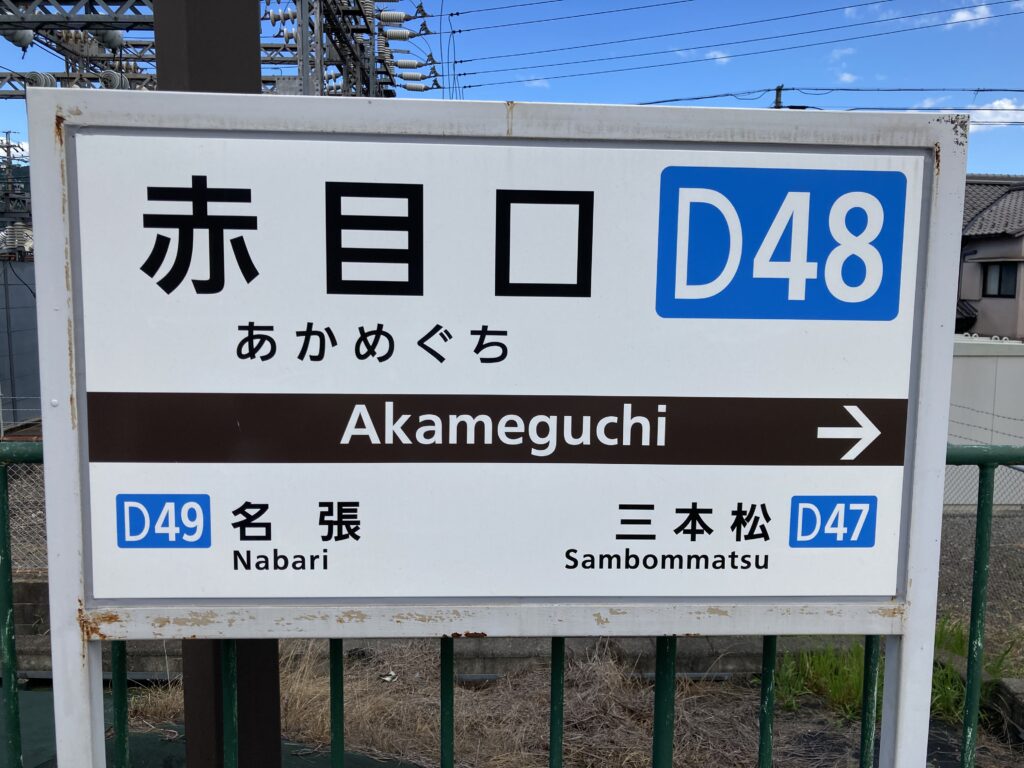 赤目口 D48
あかめぐち
Akameguchi →
D49 名張 三本松 D47
Nabari Sambommatsu